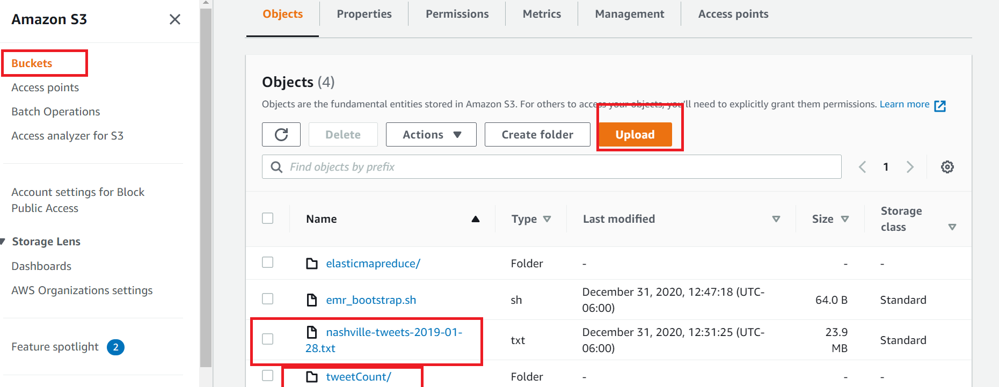 Amazon S3
Buckets
Access points
Batch Operations
Access analyzer for S3
Account settings for Block
Public Access
Storage Lens
Dashboards
AWS Organizations settings
Feature spotlight 2
Objects Properties Permissions Metrics Management Access points
Objects (4)
Objects are the fundamental entities stored in Amazon S3. For others to access your objects, you'll need to explicitly grant them permissions. Learn more
Delete Actions Create folder Upload
Find objects by prefix 1
Name Type Last modified Size Storage
class
elasticmapreduce/ Folder - - -
emr_bootstrap.sh sh December 31, 2020, 12:47:18 (UTC- 64.0 B Standard
06:00)
nashville-tweets-2019-01- txt December 31, 2020, 12:31:25 (UTC- 23.9 Standard
28.txt 06:00) MB
tweetCount/ Folder - - -